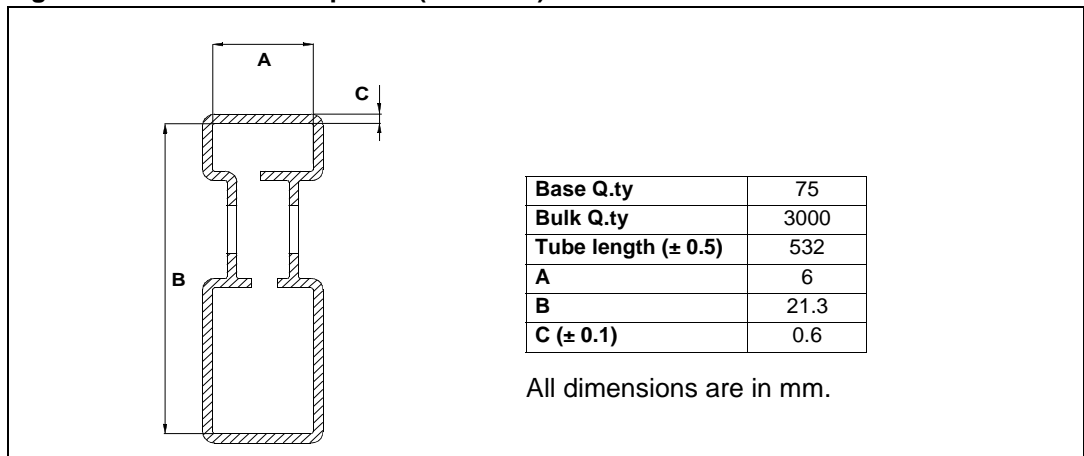 A
C
B
Base Q.ty 75
Bulk Q.ty 3000
Tube length (± 0.5) 532
A 6
B 21.3
C (± 0.1) 0.6
All dimensions are in mm.